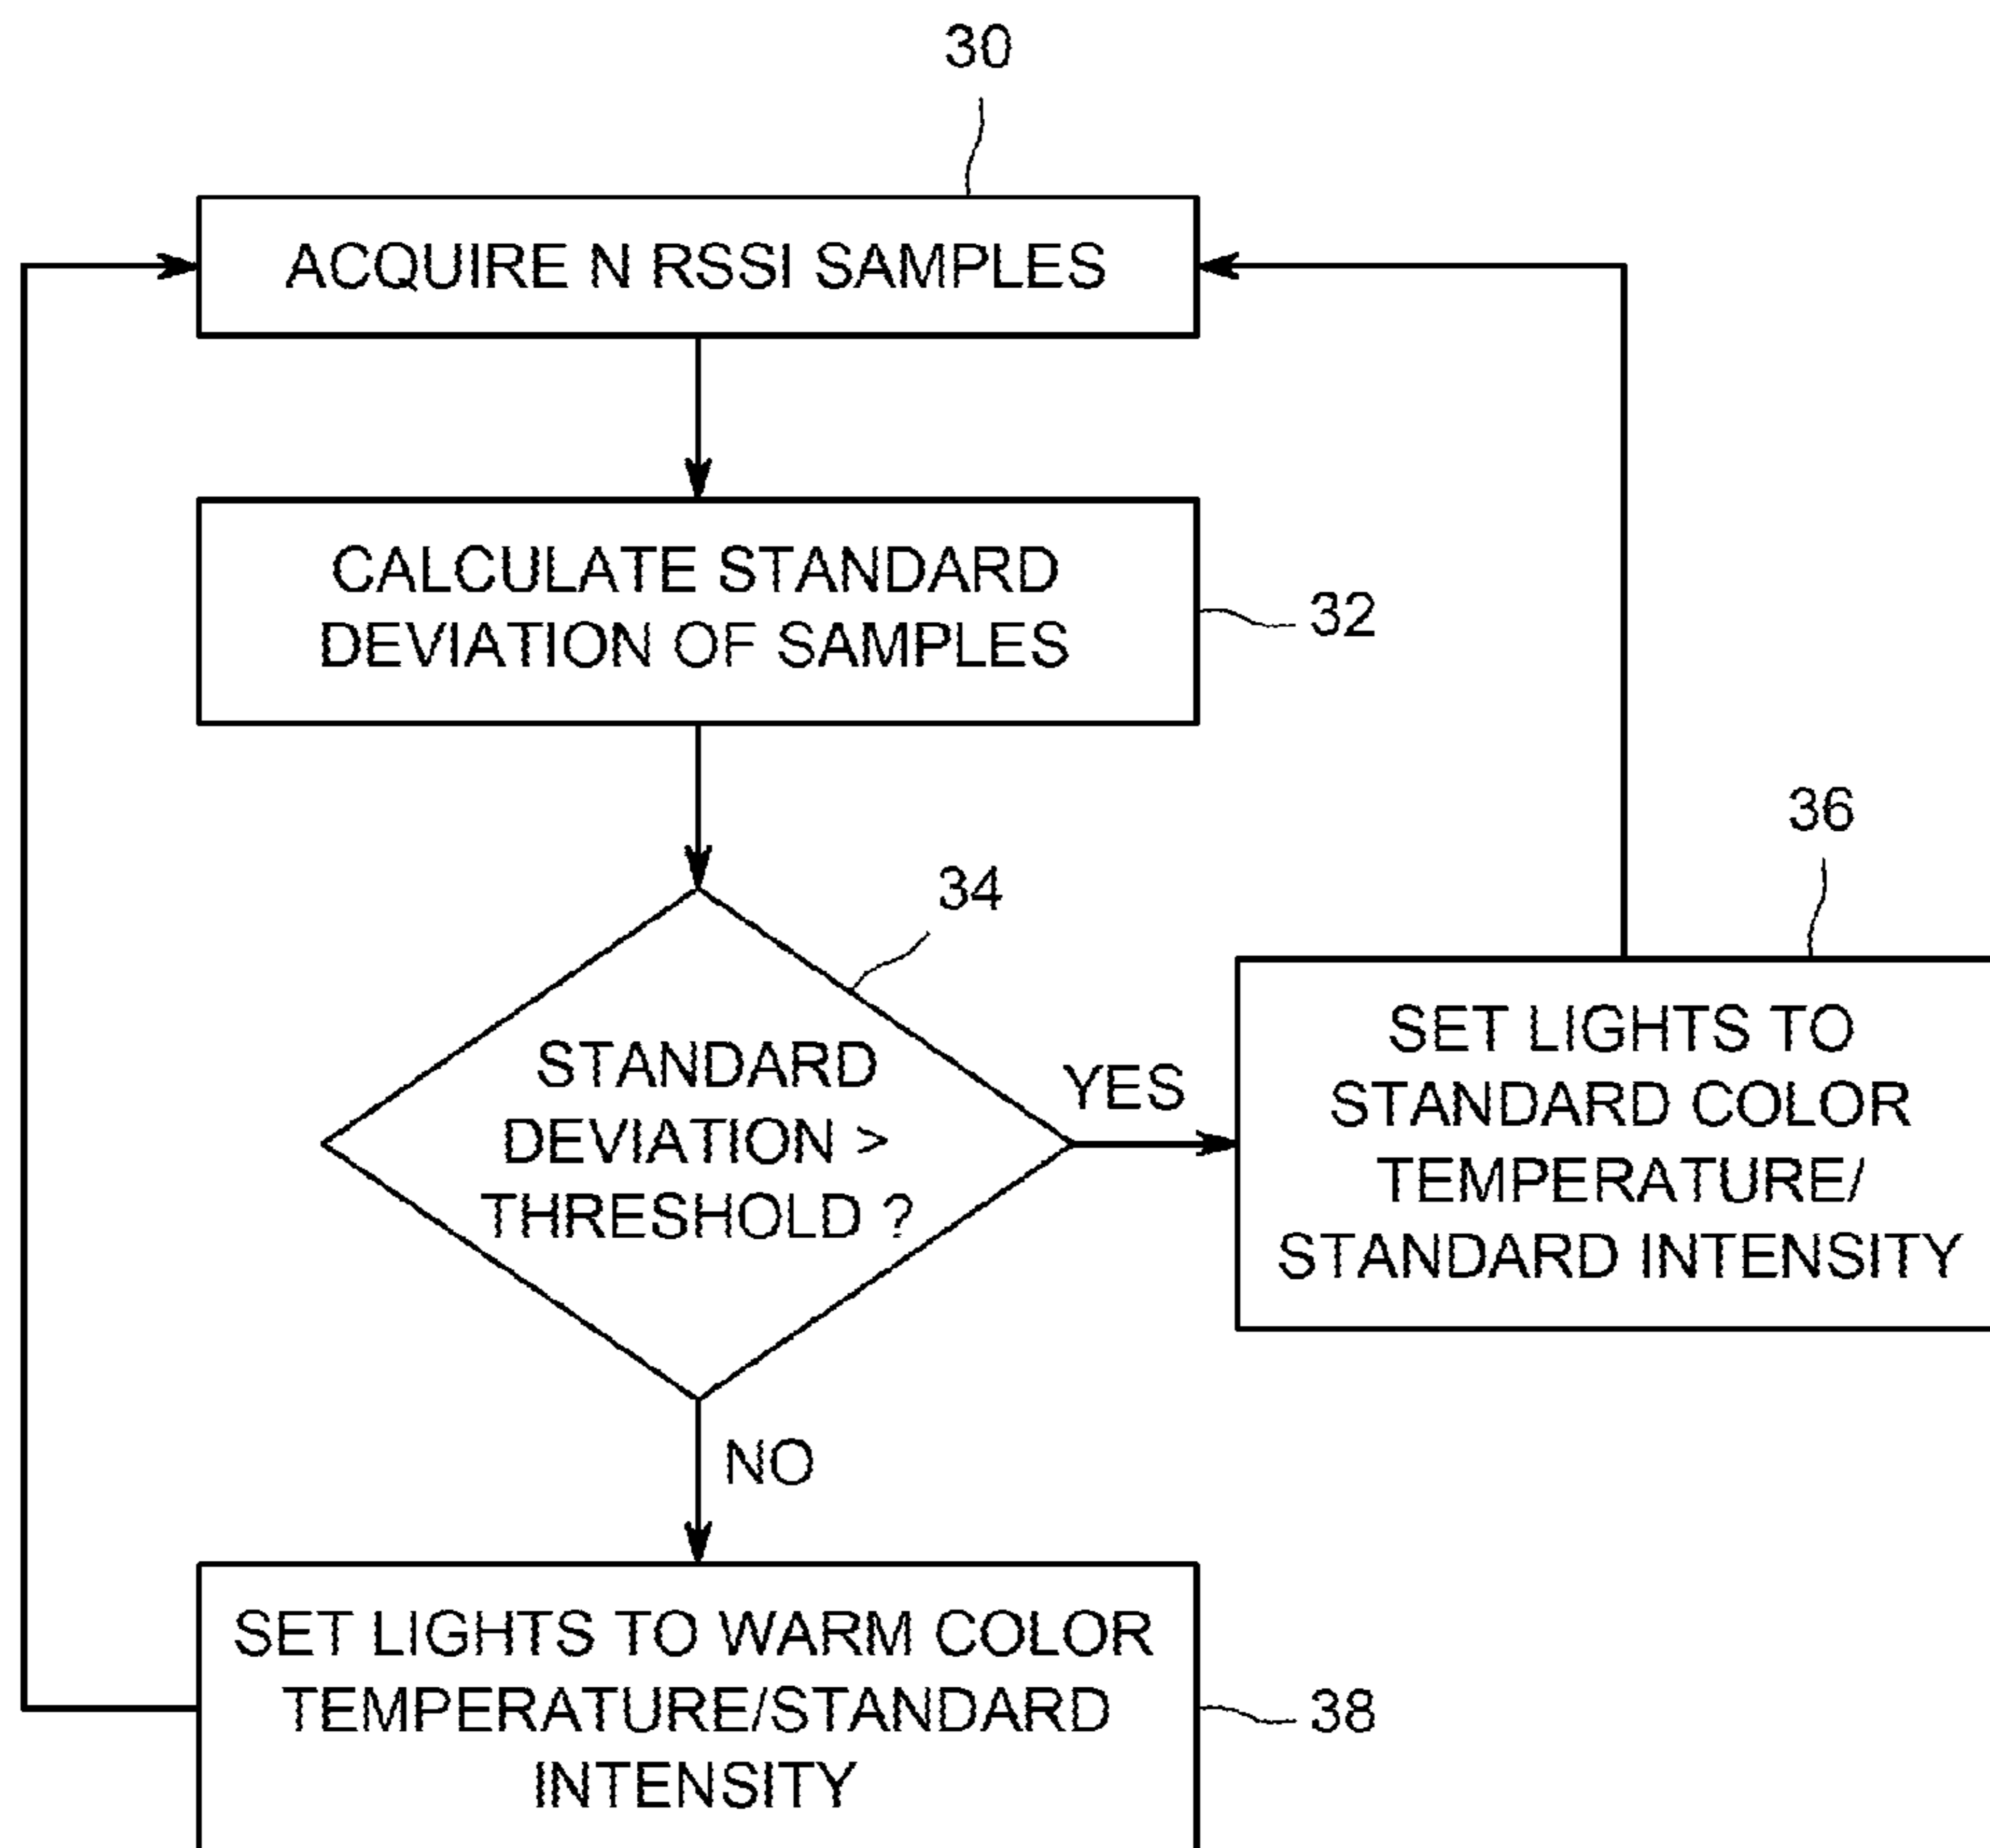 30
ACQUIRE N RSSI SAMPLES
CALCULATE STANDARD
DEVIATION OF SAMPLES
32
34
STANDARD
DEVIATION >
THRESHOLD ?
YES
36
SET LIGHTS TO
STANDARD COLOR
TEMPERATURE/
STANDARD INTENSITY
NO
SET LIGHTS TO WARM COLOR
TEMPERATURE/STANDARD
INTENSITY
38